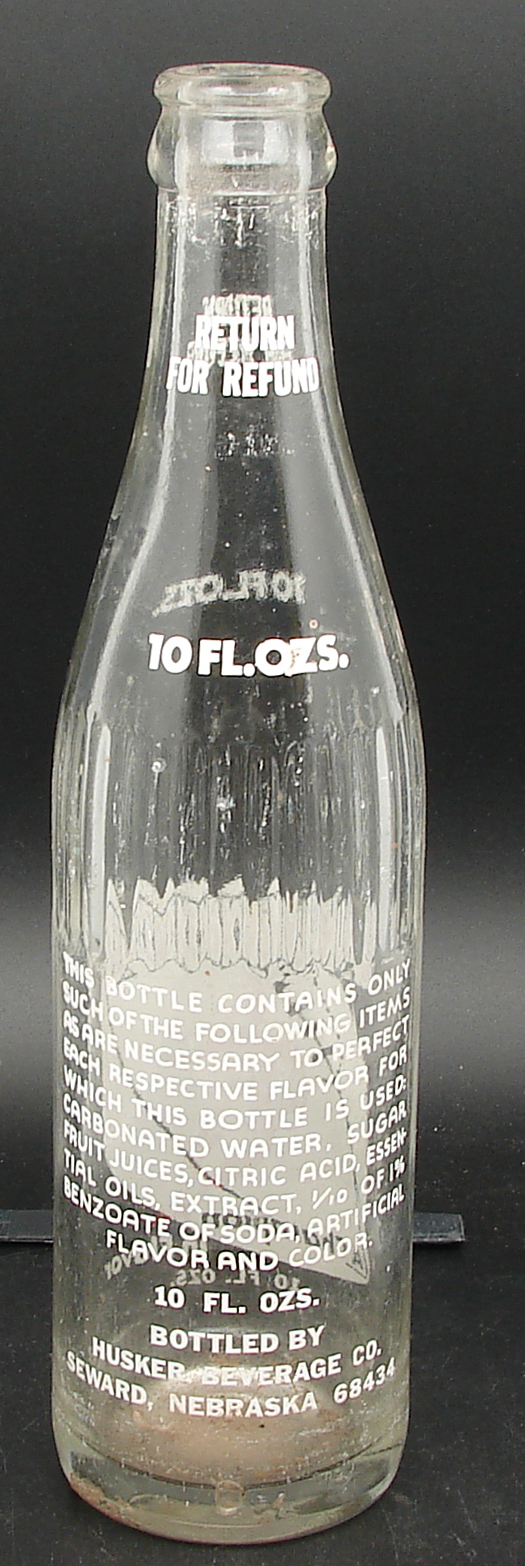 RETURN
FOR REFUND
10 FL.OZS.
THIS BOTTLE CONTAINS ONLY
SUCH OF THE FOLLOWING ITEMS
AS ARE NECESSARY TO PERFECT
EACH RESPECTIVE FLAVOR FOR
WHICH THIS BOTTLE IS USED:
CARBONATED WATER, SUGAR
FRUIT JUICES, CITRIC ACID, ESSEN-
TIAL OILS, EXTRACT, 1/10 OF 1%
BENZOATE OF SODA, ARTIFICIAL
FLAVOR AND COLOR.
10 FL. OZS.
BOTTLED BY
HUSKER BEVERAGE CO.
SEWARD, NEBRASKA 68434